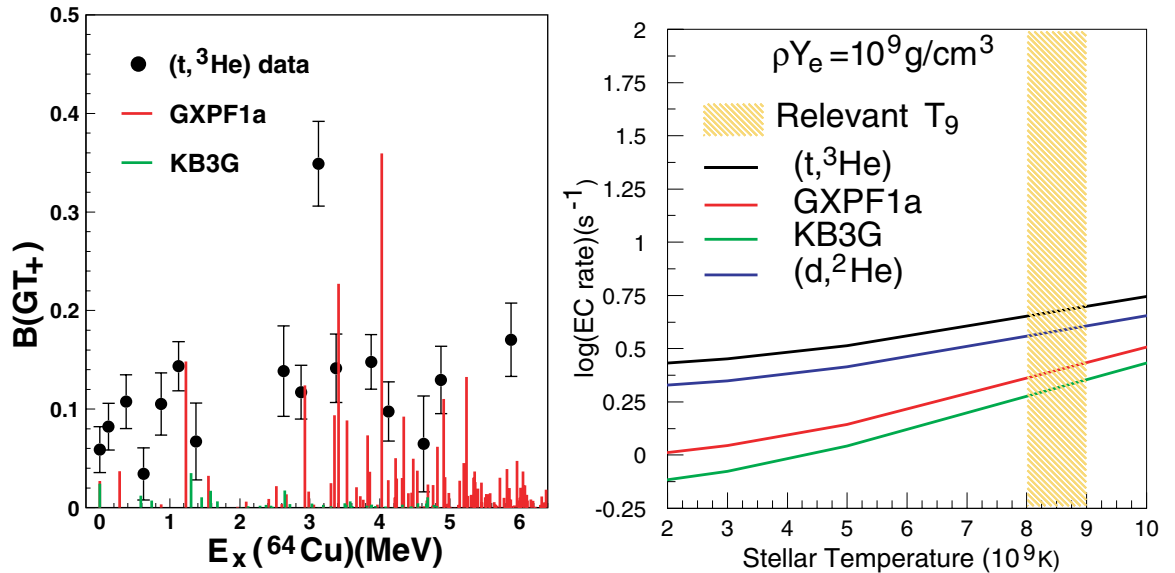 0.5
0.4
0.3
0.2
0.1
0
B(GT₊)
(t,³He) data
GXPF1a
KB3G
0 1 2 3 4 5 6
Eₓ(⁶⁴Cu)(MeV)
2
1.75
1.5
1.25
1
0.75
0.5
0.25
0
-0.25
log(EC rate)(s⁻¹)
ρYₑ=10⁹g/cm³
Relevant T₉
(t,³He)
GXPF1a
KB3G
(d,²He)
2 3 4 5 6 7 8 9 10
Stellar Temperature (10⁹K)